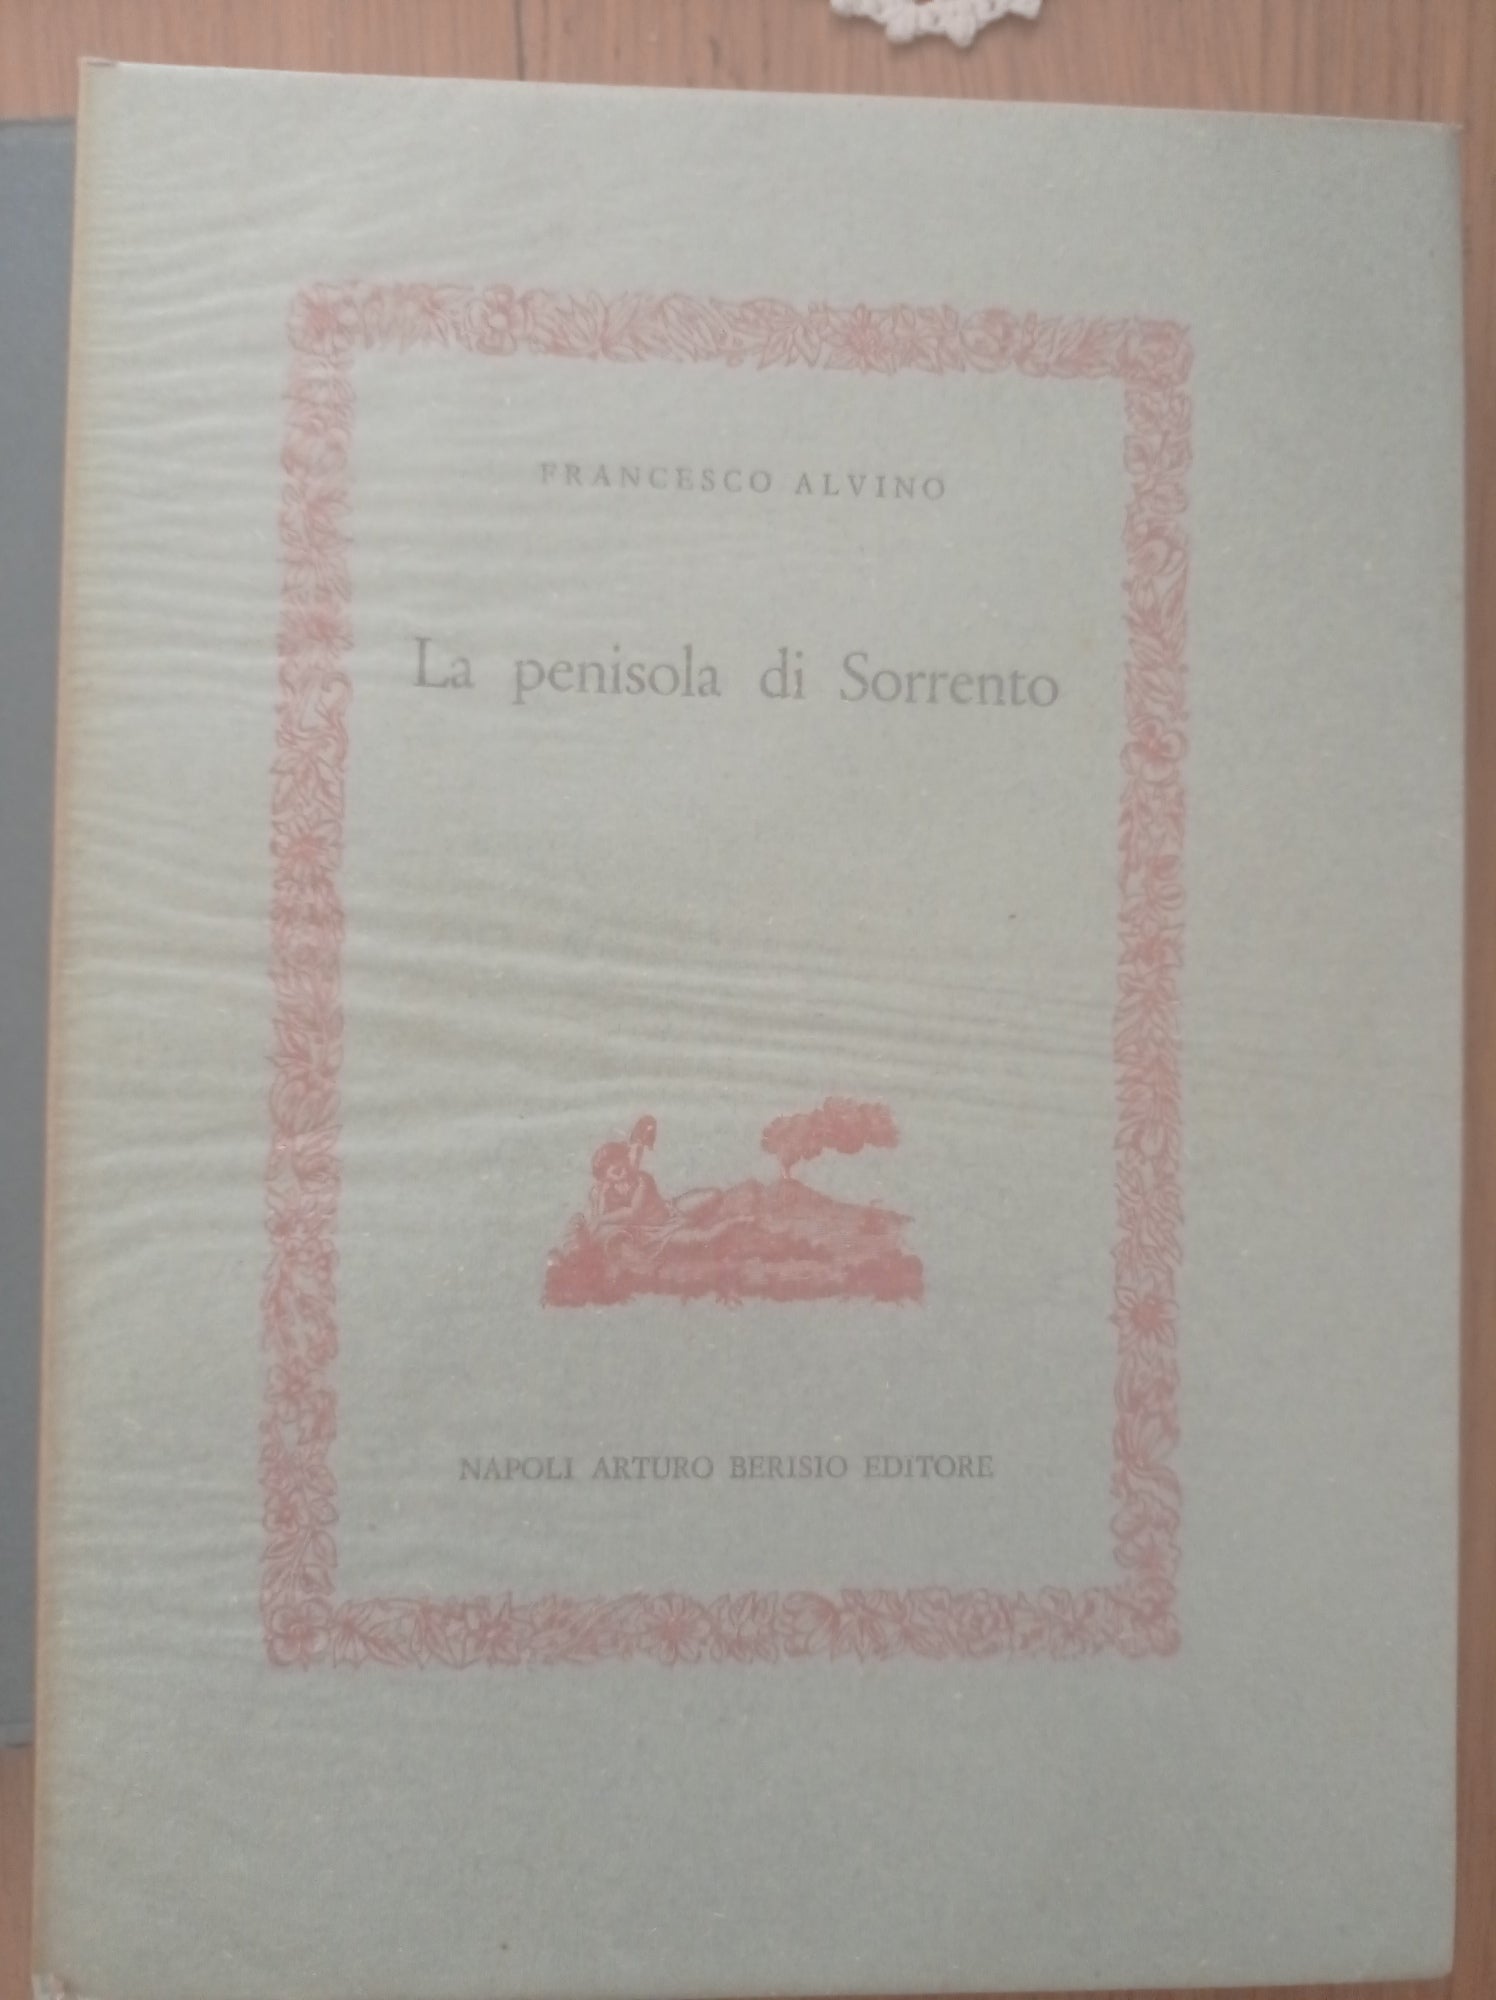 FRANCESCO ALVINO
La penisola di Sorrento
NAPOLI ARTURO BERISIO EDITORE